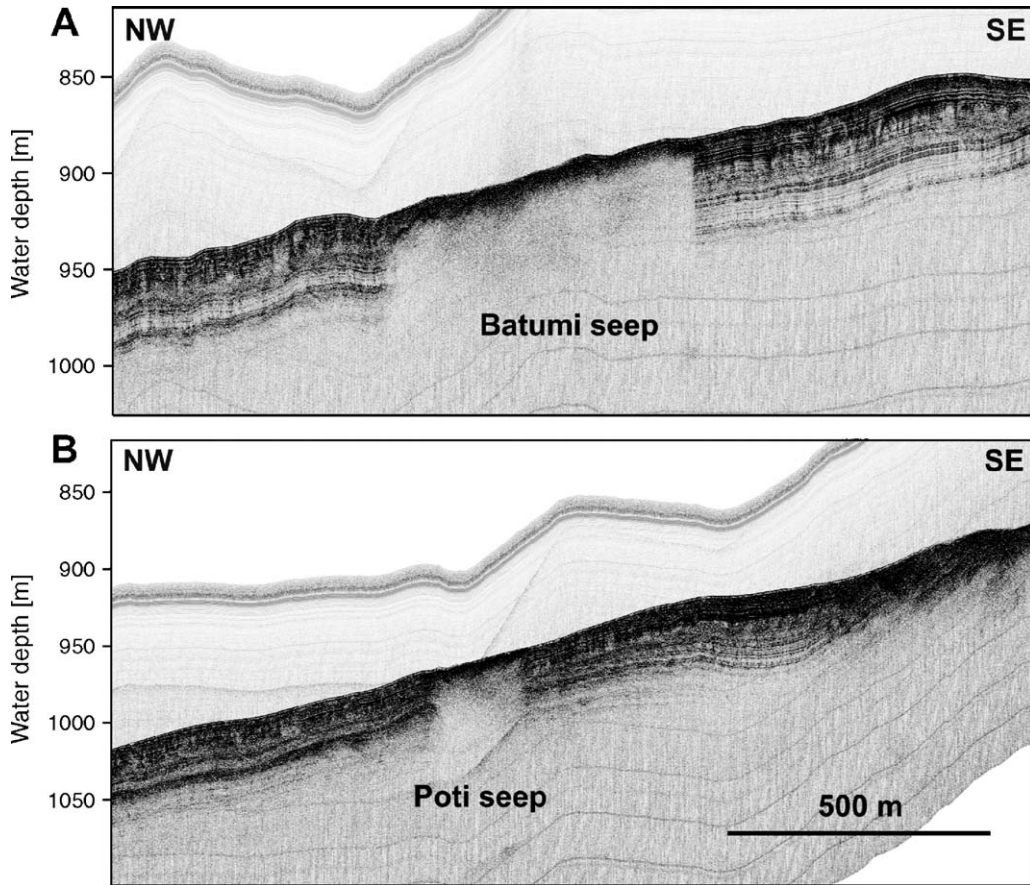 A
NW
SE
Water depth [m]
850
900
950
1000
Batumi seep
B
NW
SE
Water depth [m]
850
900
950
1000
1050
Poti seep
500 m